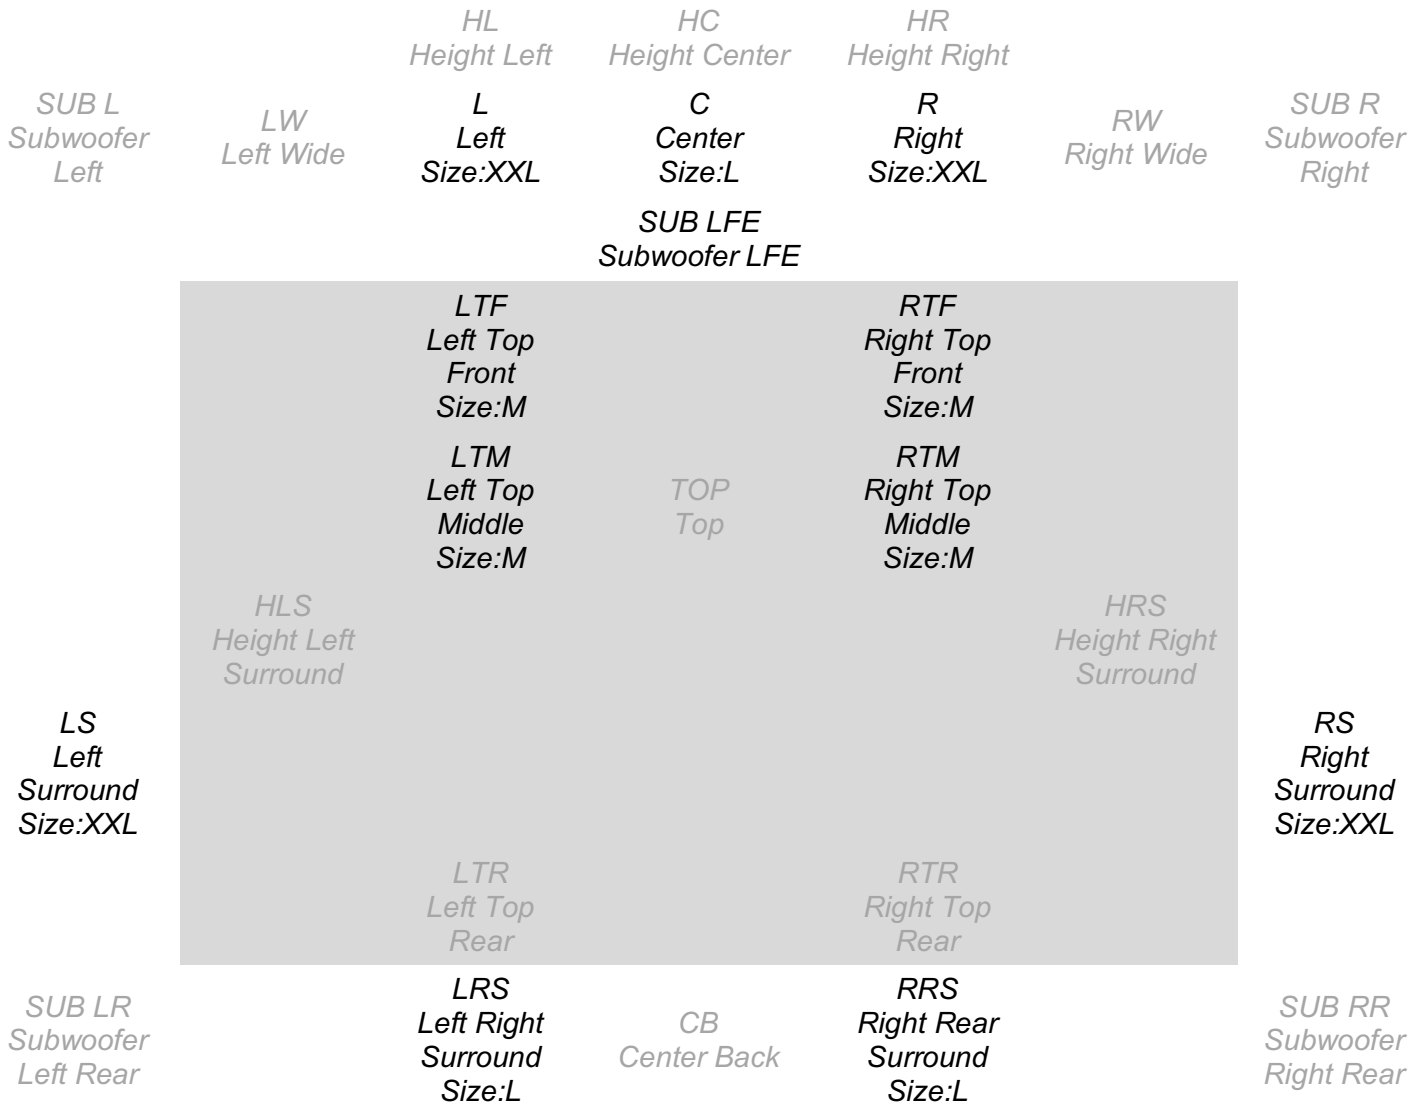 HL
Height Left
HC
Height Center
HR
Height Right
SUB L
Subwoofer
Left
LW
Left Wide
L
Left
Size:XXL
C
Center
Size:L
R
Right
Size:XXL
RW
Right Wide
SUB R
Subwoofer
Right
SUB LFE
Subwoofer LFE
LTF
Left Top
Front
Size:M
RTF
Right Top
Front
Size:M
LTM
Left Top
Middle
Size:M
TOP
Top
RTM
Right Top
Middle
Size:M
HLS
Height Left
Surround
HRS
Height Right
Surround
LS
Left
Surround
Size:XXL
RS
Right
Surround
Size:XXL
LTR
Left Top
Rear
RTR
Right Top
Rear
SUB LR
Subwoofer
Left Rear
LRS
Left Right
Surround
Size:L
CB
Center Back
RRS
Right Rear
Surround
Size:L
SUB RR
Subwoofer
Right Rear